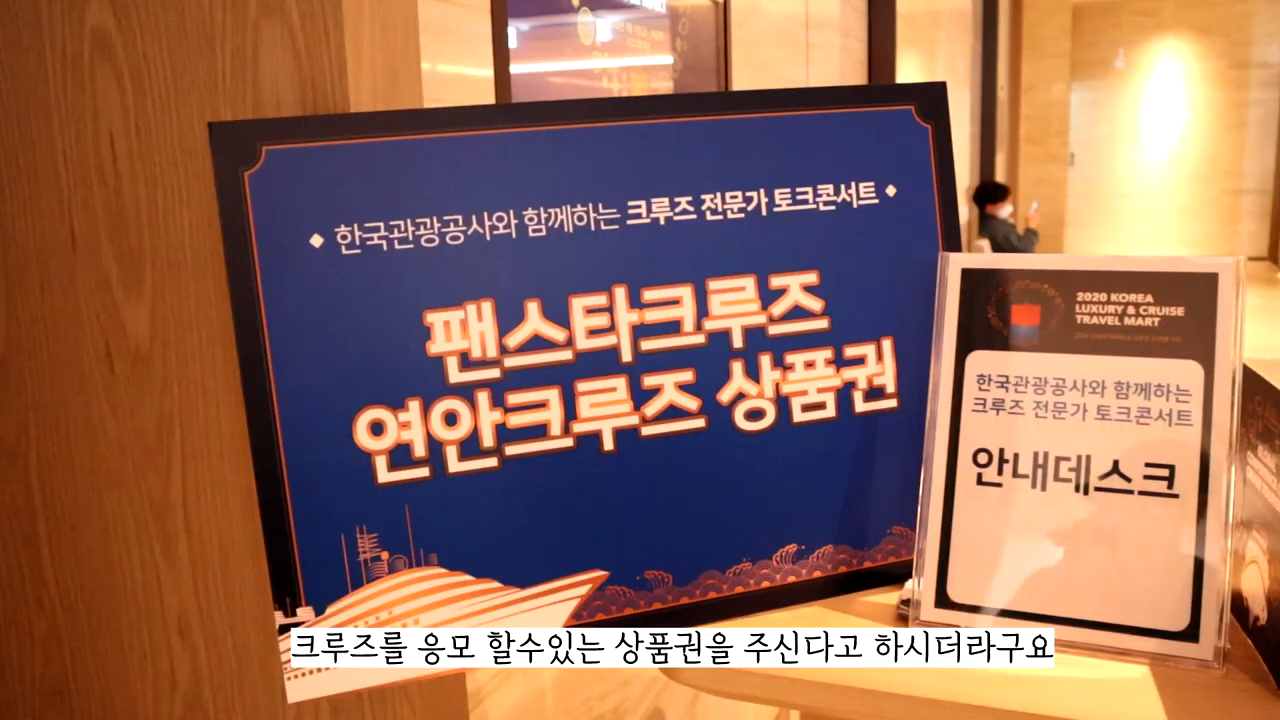 한국관광공사와 함께하는 크루즈 전문가 토크콘서트
팬스타크루즈
연안크루즈 상품권
2020 KOREA
LUXURY & CRUISE
TRAVEL MART
한국관광공사와 함께하는
크루즈 전문가 토크콘서트
안내데스크
크루즈를 응모 할수있는 상품권을 주신다고 하시더라구요